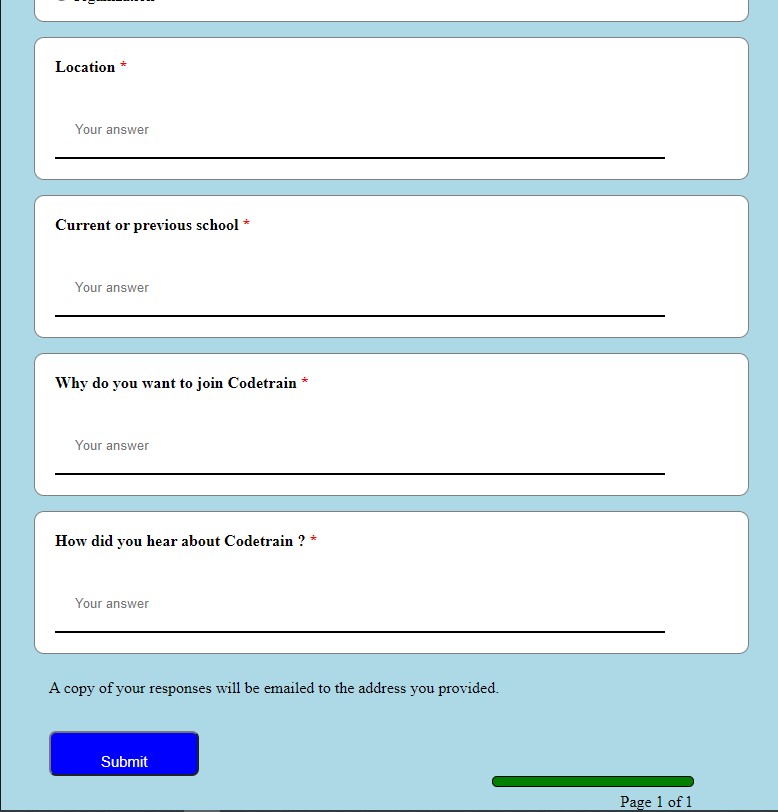 Location *
Your answer
Current or previous school *
Your answer
Why do you want to join Codetrain *
Your answer
How did you hear about Codetrain ? *
Your answer
A copy of your responses will be emailed to the address you provided.
Submit
Page 1 of 1